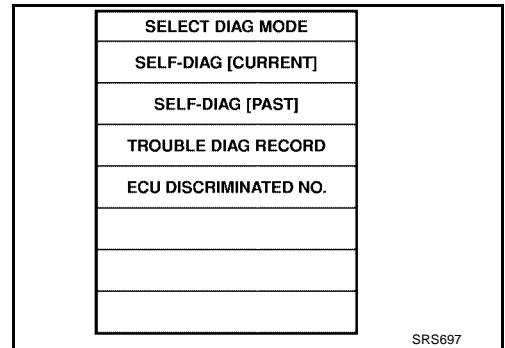 SELECT DIAG MODE
SELF-DIAG [CURRENT]
SELF-DIAG [PAST]
TROUBLE DIAG RECORD
ECU DISCRIMINATED NO.
SRS697